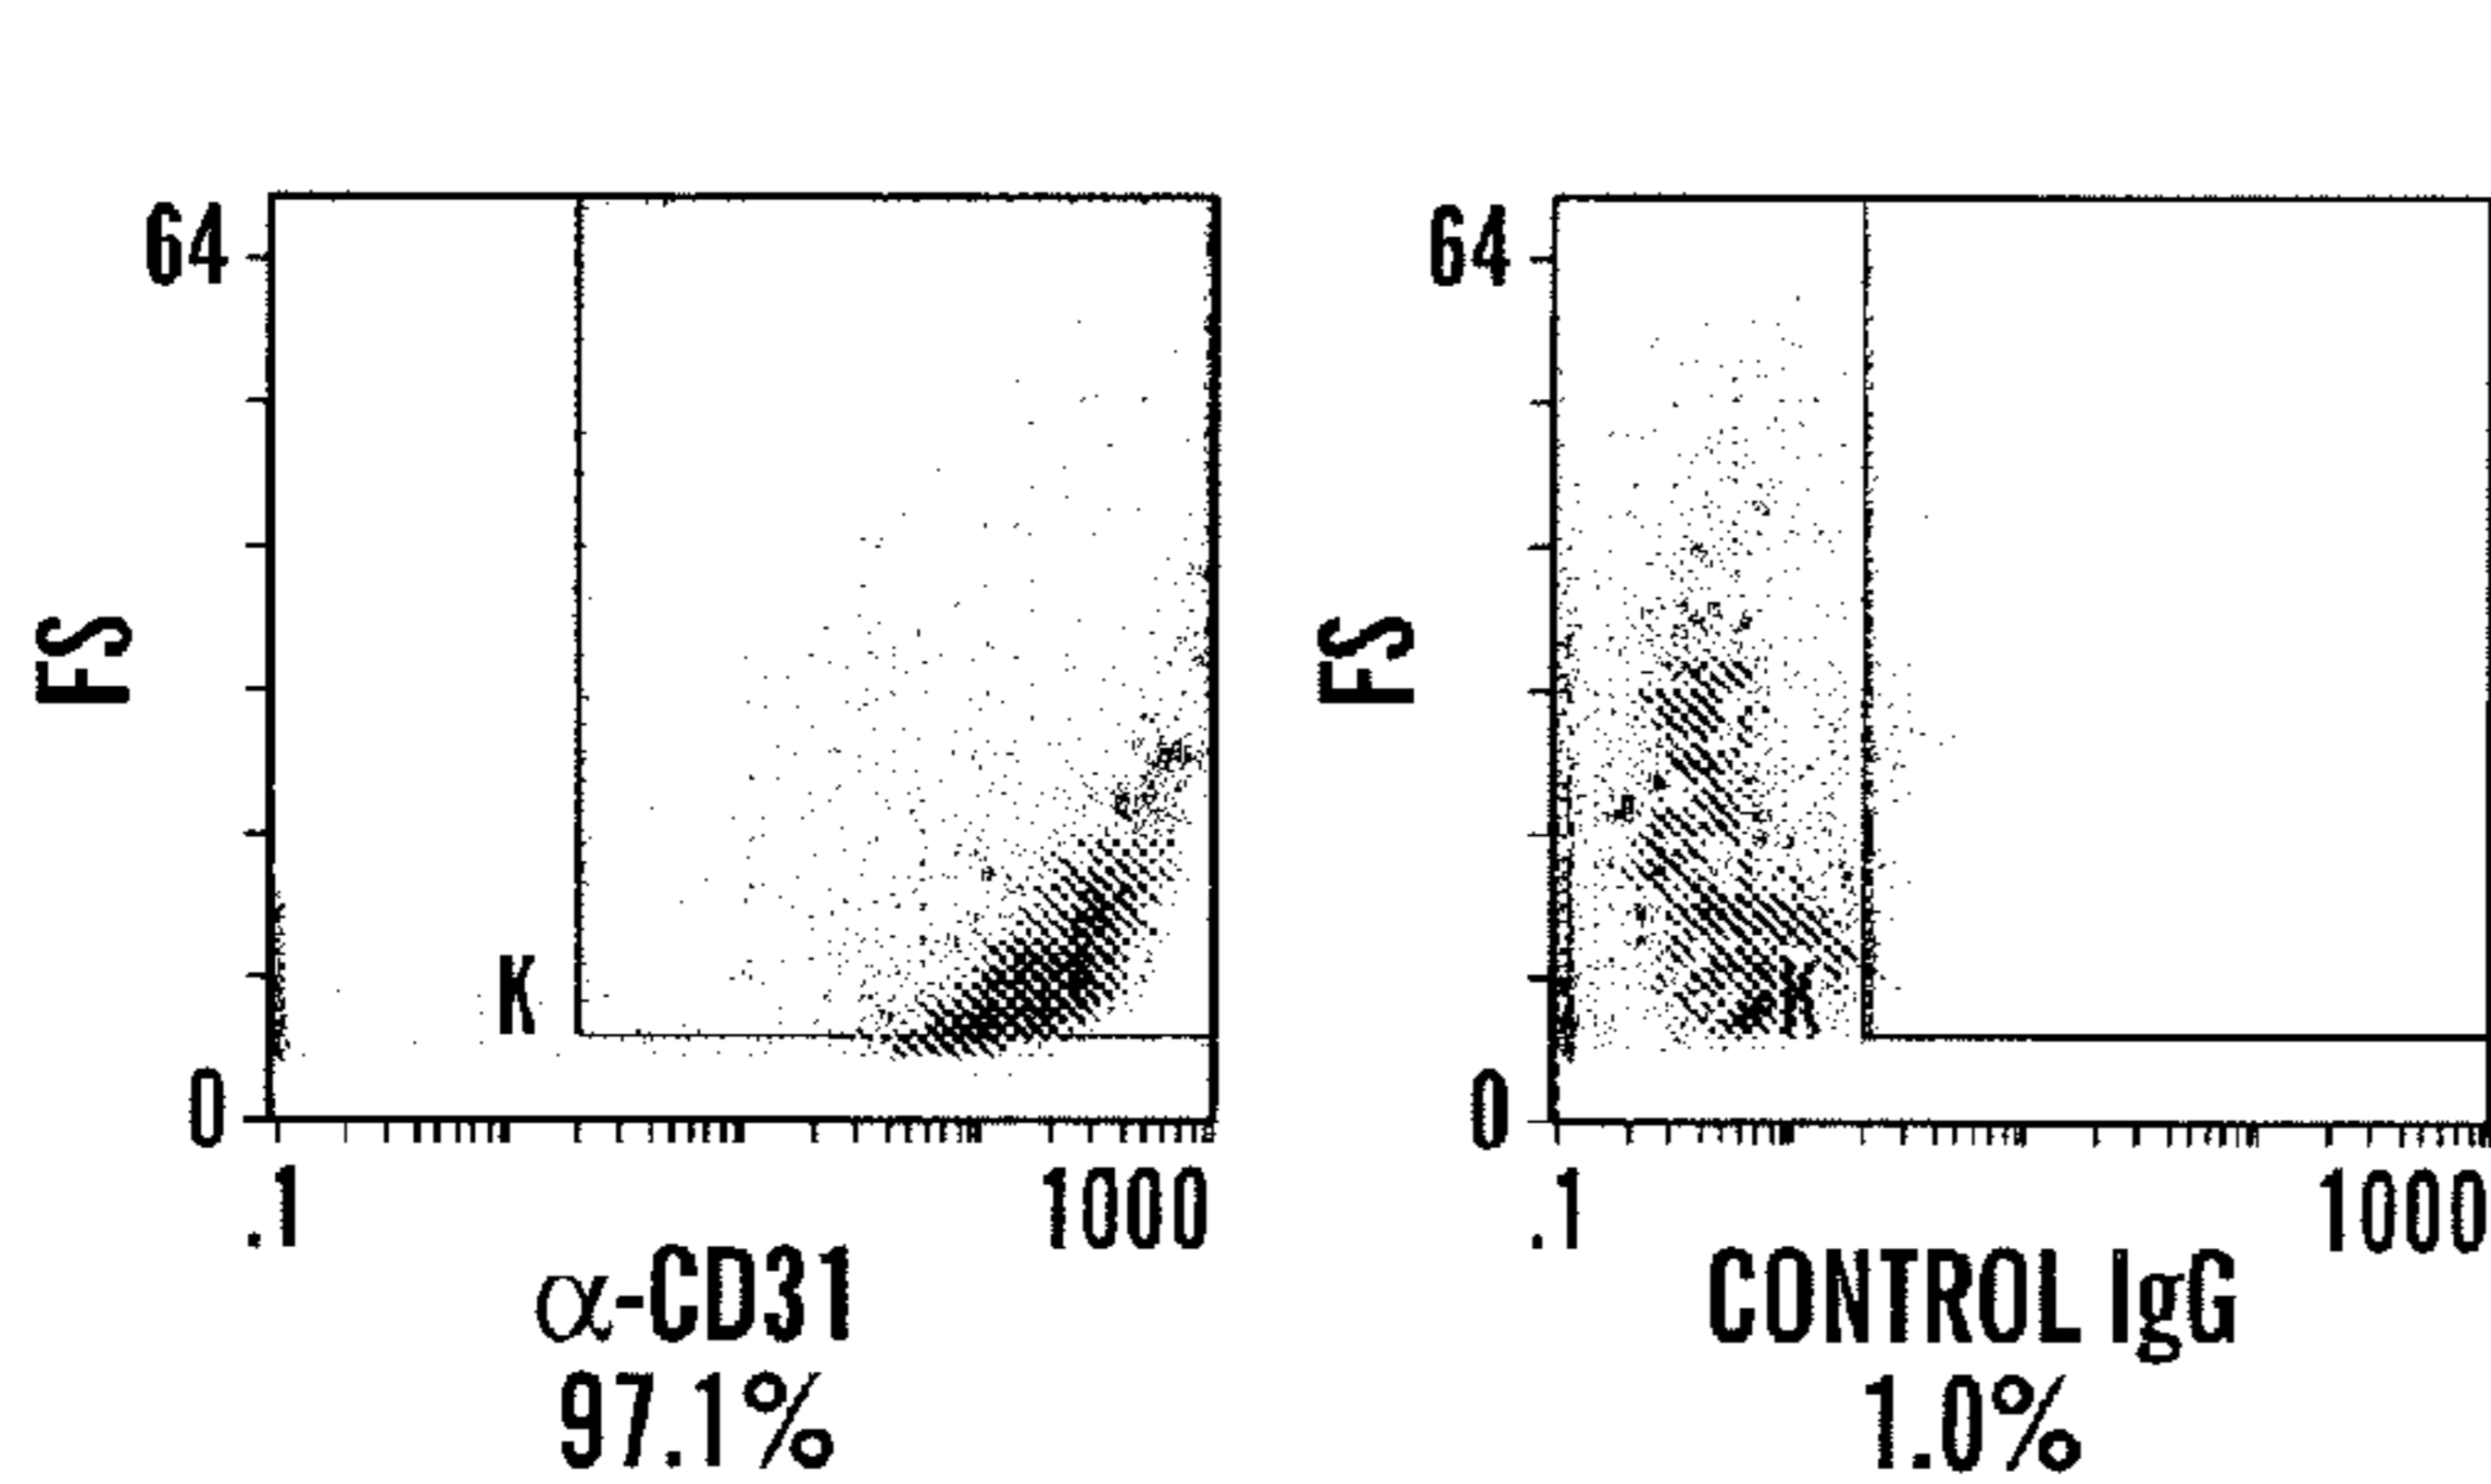 64
FS
K
0
.1 1000
α-CD31
97.1%
64
FS
K
0
.1 1000
CONTROL IgG
1.0%